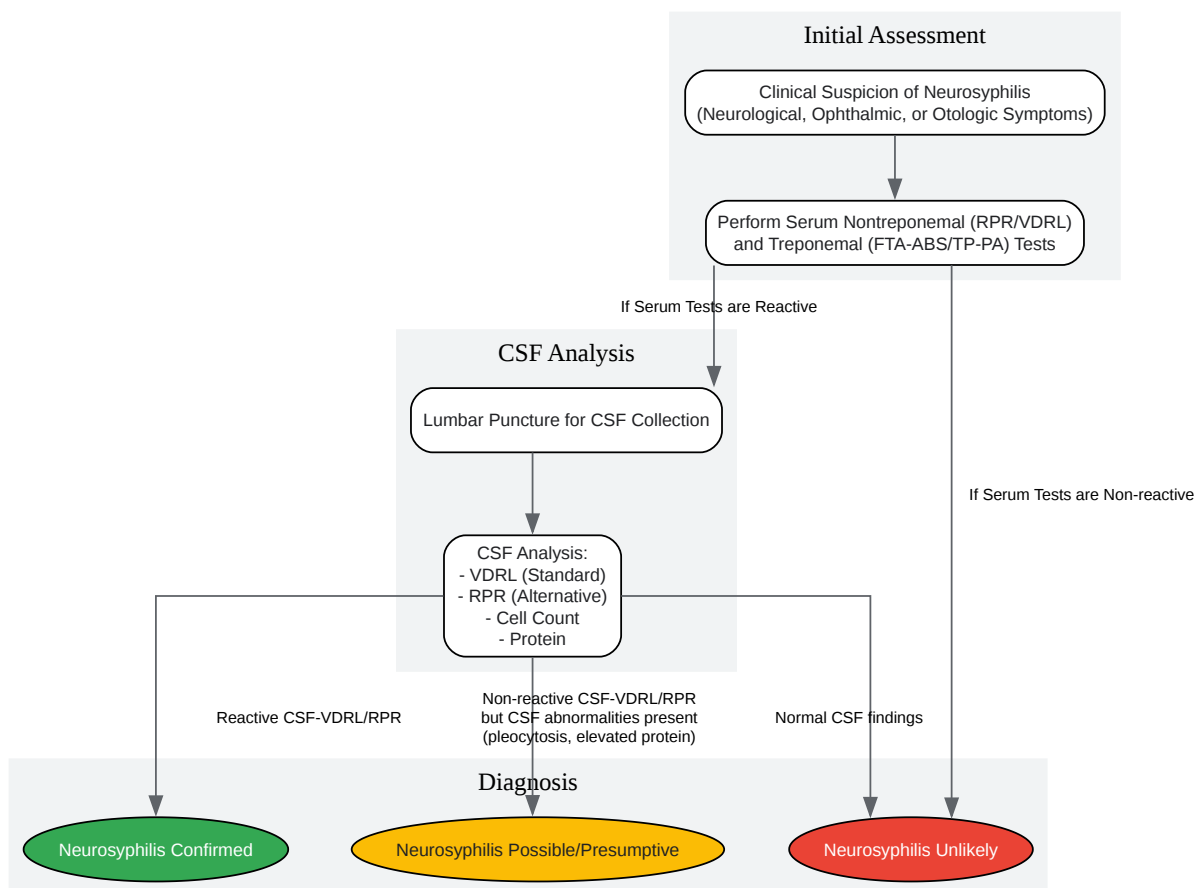 Initial Assessment
Clinical Suspicion of Neurosyphilis
(Neurological, Ophthalmic, or Otologic Symptoms)
Perform Serum Nontreponemal (RPR/VDRL)
and Treponemal (FTA-ABS/TP-PA) Tests
If Serum Tests are Reactive
CSF Analysis
Lumbar Puncture for CSF Collection
If Serum Tests are Non-reactive
CSF Analysis:
- VDRL (Standard)
- RPR (Alternative)
- Cell Count
- Protein
Reactive CSF-VDRL/RPR
Non-reactive CSF-VDRL/RPR
but CSF abnormalities present
(pleocytosis, elevated protein)
Normal CSF findings
Diagnosis
Neurosyphilis Confirmed
Neurosyphilis Possible/Presumptive
Neurosyphilis Unlikely